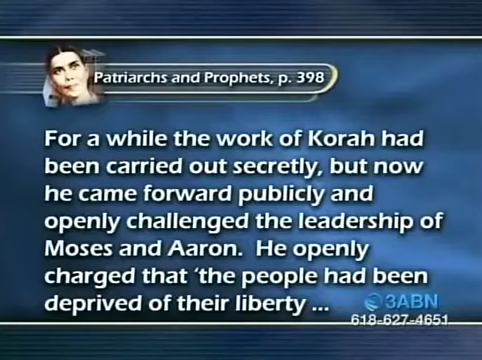 Patriarchs and Prophets, p. 398
For a while the work of Korah had
been carried out secretly, but now
he came forward publicly and
openly challenged the leadership of
Moses and Aaron.  He openly
charged that ‘the people had been
deprived of their liberty ...
3ABN
618-627-4651